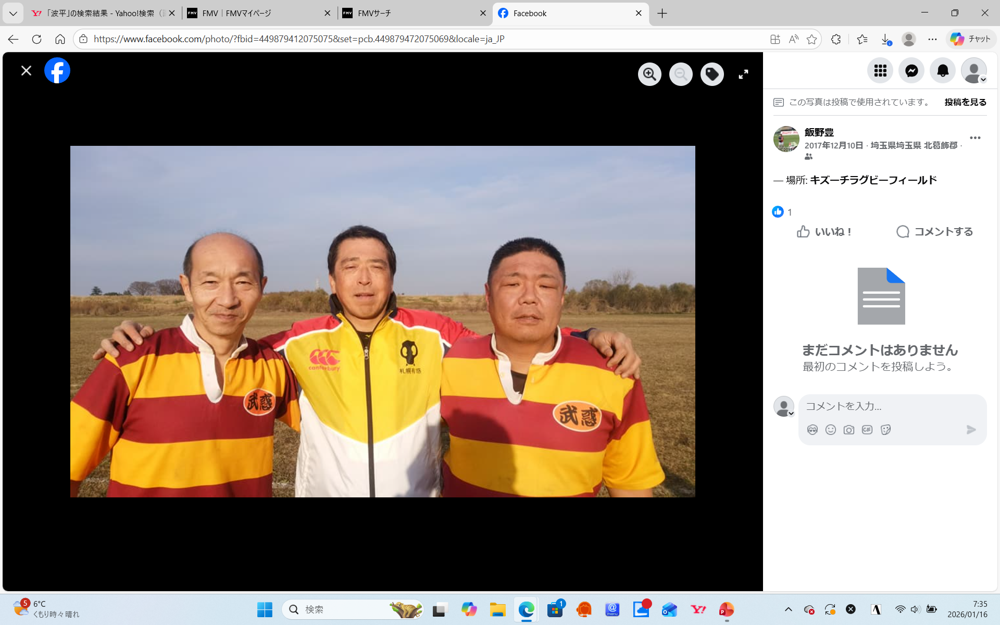 「波平」の検索結果 - Yahoo!検索（
FMV｜FMVマイページ
FMVサーチ
Facebook
https://www.facebook.com/photo/?fbid=449879412075075&set=pcb.449879472075069&locale=ja_JP
チャット
この写真は投稿で使用されています。
投稿を見る
飯野豊
2017年12月10日 · 埼玉県埼玉県 北葛飾郡 ·
— 場所: キズーチラグビーフィールド
1
いいね！
コメントする
まだコメントはありません
最初のコメントを投稿しよう。
コメントを入力...
GIF
canterbury
札幌有惑
武惑
武惑
5
6°C
くもり時々晴れ
検索
1
@
menu
7:35
2026/01/16